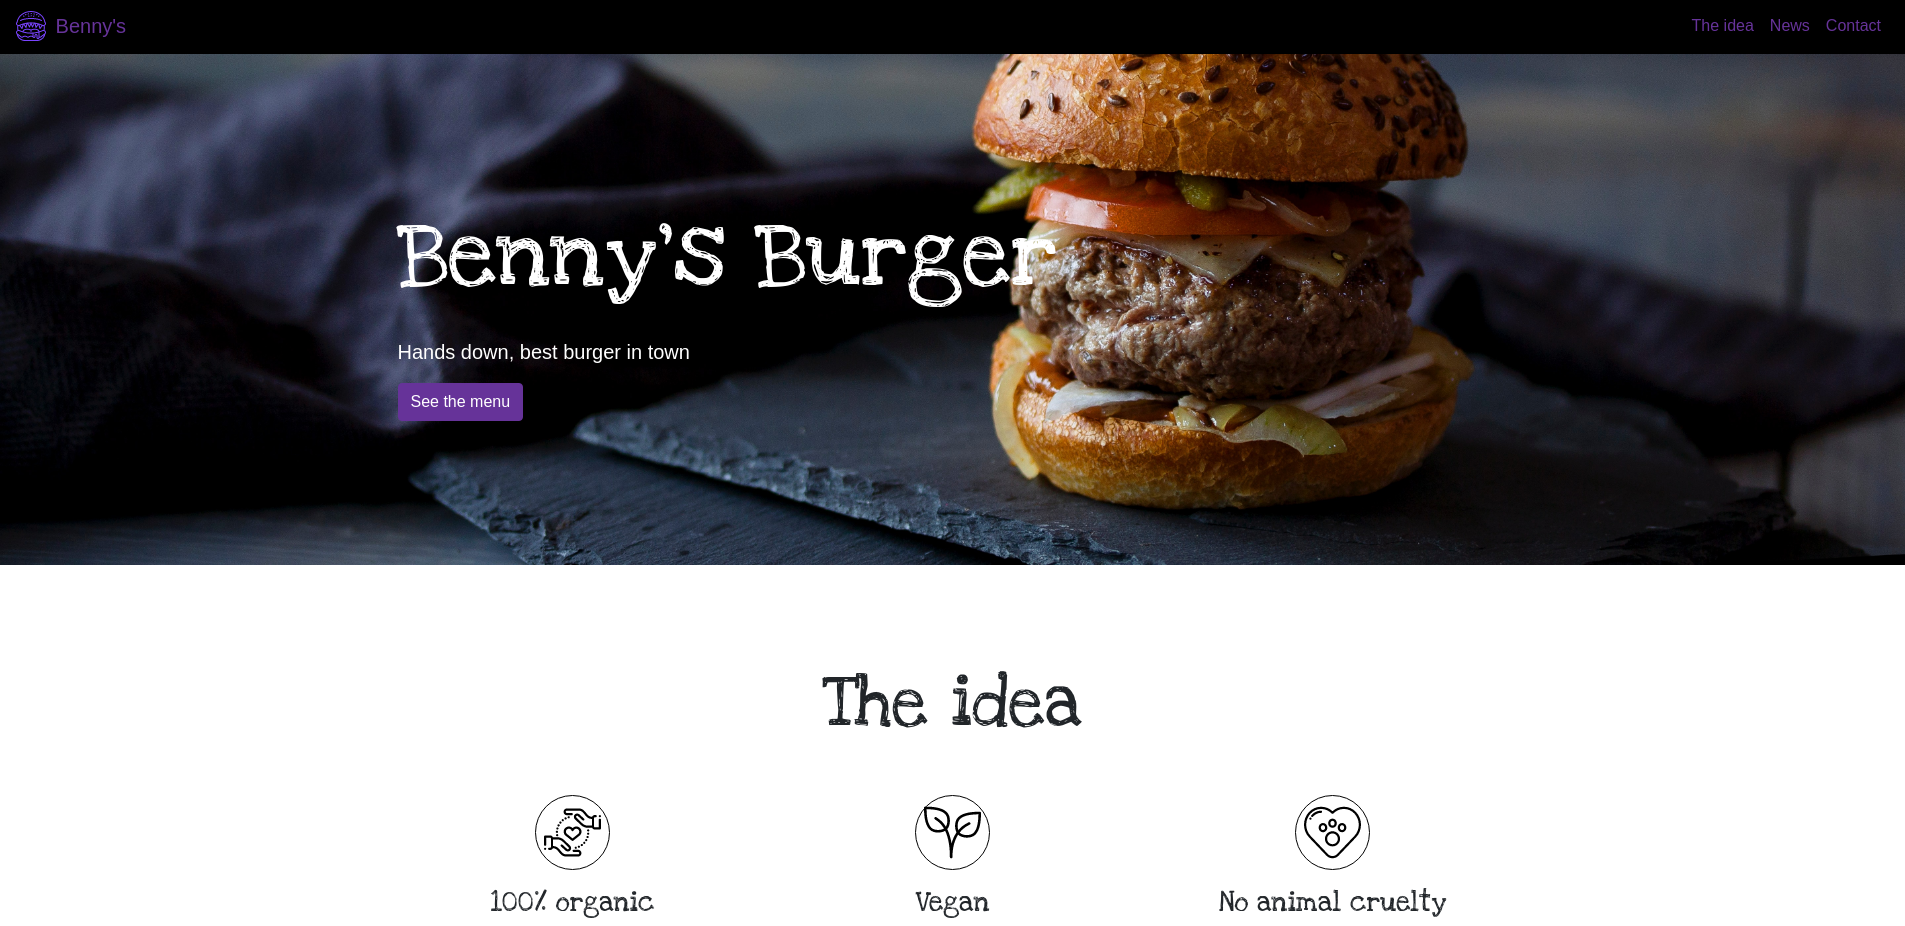 Benny's
The idea News Contact
Benny's Burger
Hands down, best burger in town
See the menu
The idea
100% organic
Vegan
No animal cruelty